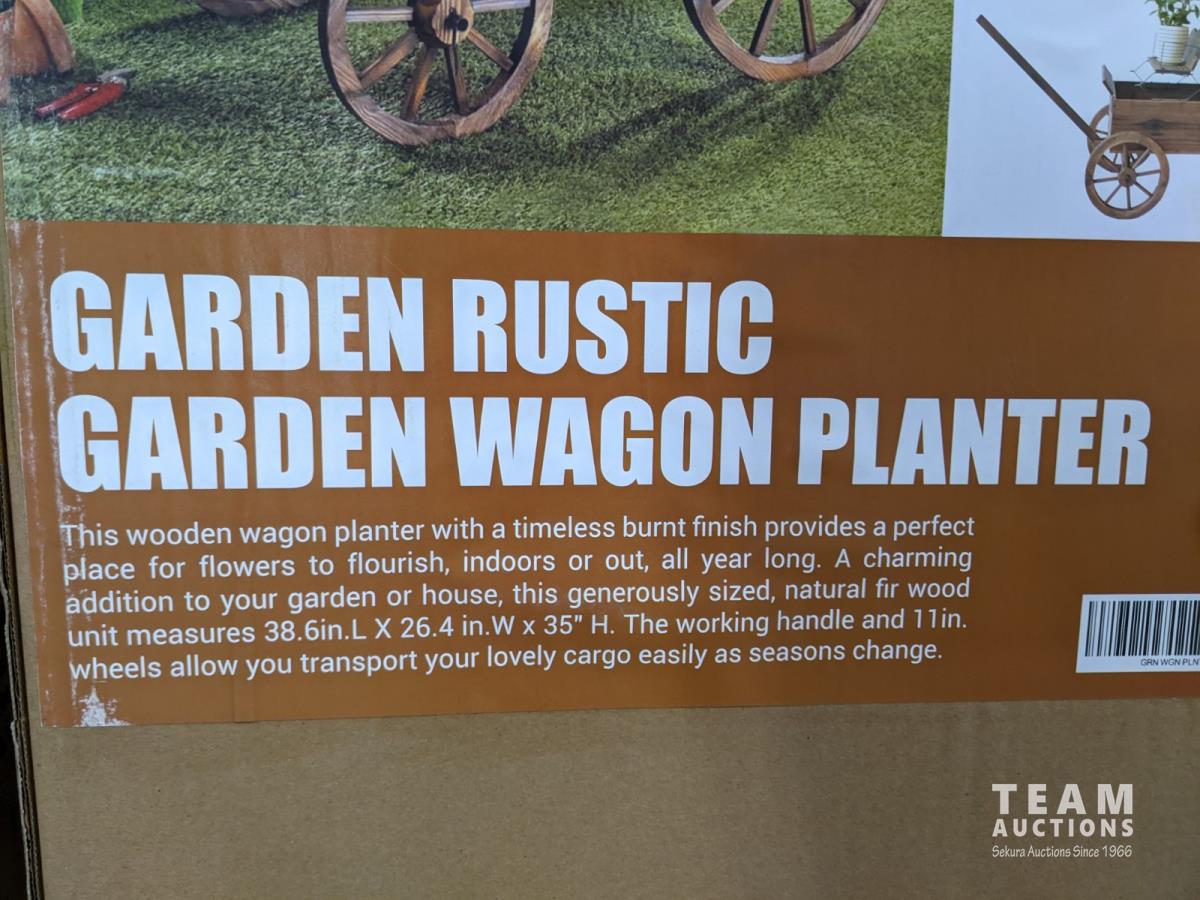 GARDEN RUSTIC
GARDEN WAGON PLANTER
This wooden wagon planter with a timeless burnt finish provides a perfect
place for flowers to flourish, indoors or out, all year long. A charming
addition to your garden or house, this generously sized, natural fir wood
unit measures 38.6in.L X 26.4 in.W x 35" H. The working handle and 11in.
wheels allow you transport your lovely cargo easily as seasons change.
GRN WGN PLN
TEAM
AUCTIONS
Sekura Auctions Since 1966